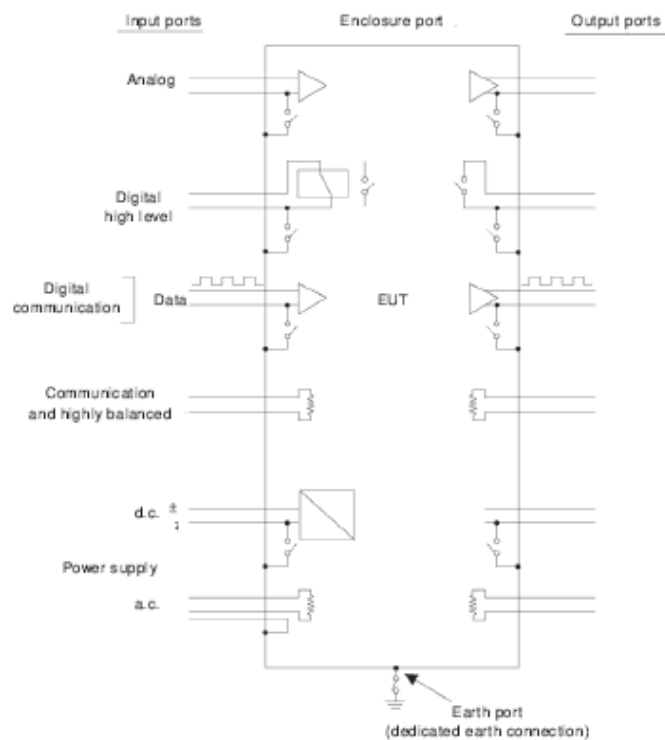 Input ports
Enclosure port
Output ports
Analog
Digital
high level
Digital
communication
Data
EUT
Communication
and highly balanced
d.c. ±
Power supply
a.c.
Earth port
(dedicated earth connection)